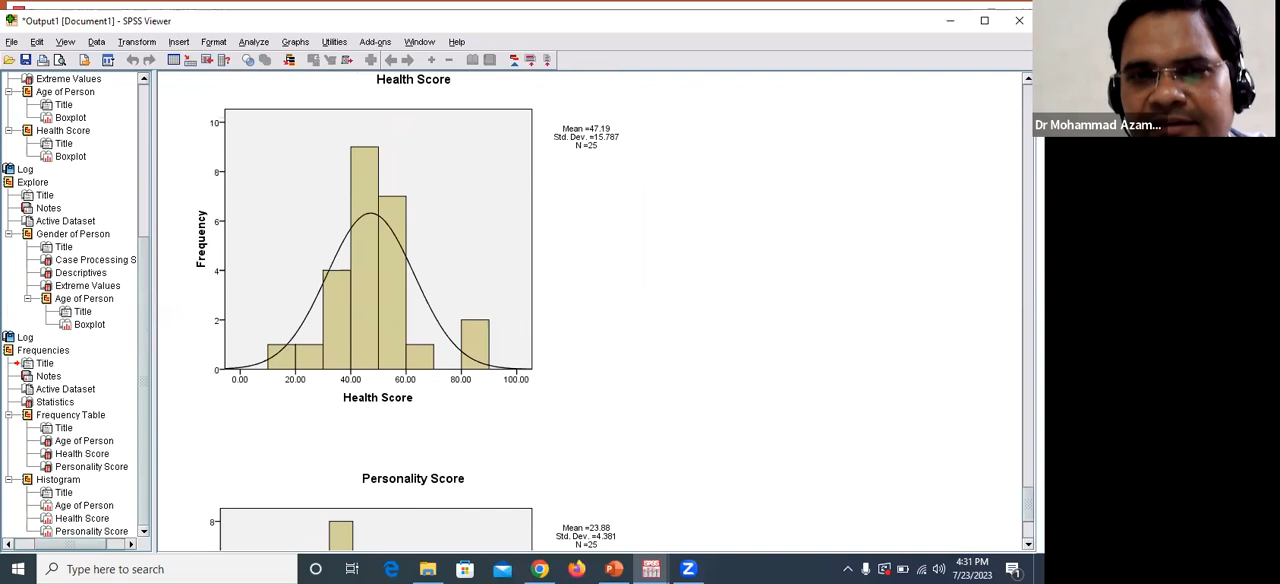 *Output1 [Document1] - SPSS Viewer
File Edit View Data Transform Insert Format Analyze Graphs Utilities Add-ons Window Help
Extreme Values
Age of Person
Title
Boxplot
Health Score
Title
Boxplot
Log
Explore
Title
Notes
Active Dataset
Gender of Person
Title
Case Processing S
Descriptives
Extreme Values
Age of Person
Title
Boxplot
Log
Frequencies
Title
Notes
Active Dataset
Statistics
Frequency Table
Title
Age of Person
Health Score
Personality Score
Histogram
Title
Age of Person
Health Score
Personality Score
Health Score
Mean =47.19
Std. Dev. =15.787
N =25
10
8
6
4
2
0
Frequency
0.00 20.00 40.00 60.00 80.00 100.00
Health Score
Personality Score
8
Mean =23.88
Std. Dev. =4.381
N =25
Dr Mohammad Azam...
Type here to search
4:31 PM
7/23/2023